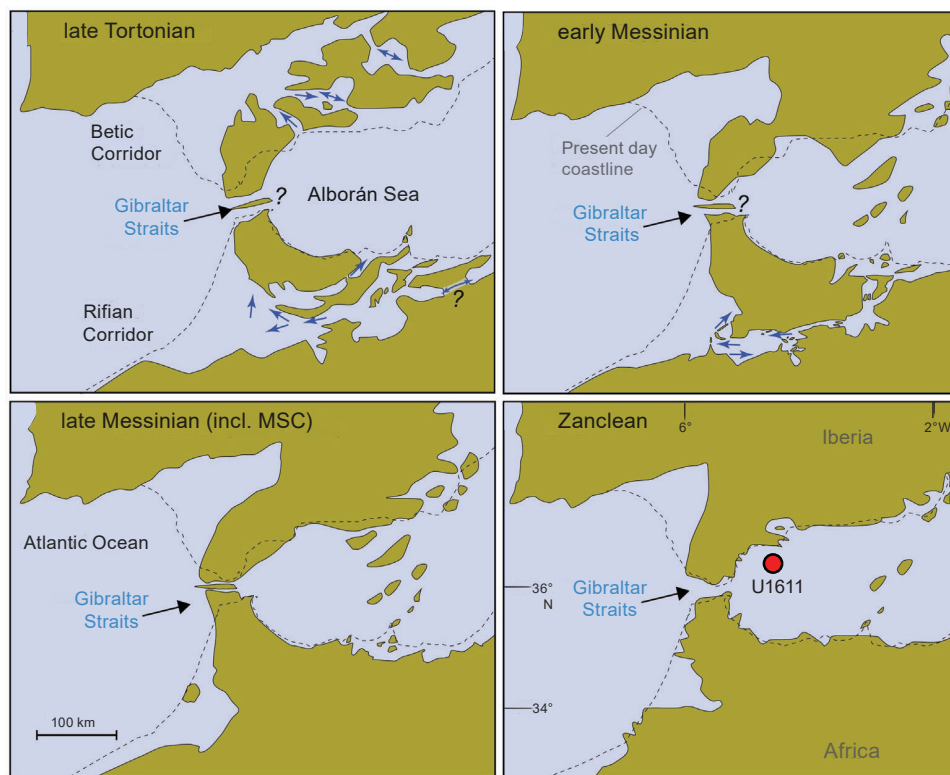 late Tortonian
Betic
Corridor
Gibraltar
Straits
?
Alborán Sea
Rifian
Corridor
?
early Messinian
Present day
coastline
Gibraltar
Straits
?
late Messinian (incl. MSC)
Atlantic Ocean
Gibraltar
Straits
100 km
Zanclean
6°
2°W
Iberia
U1611
Gibraltar
Straits
36°
N
34°
Africa